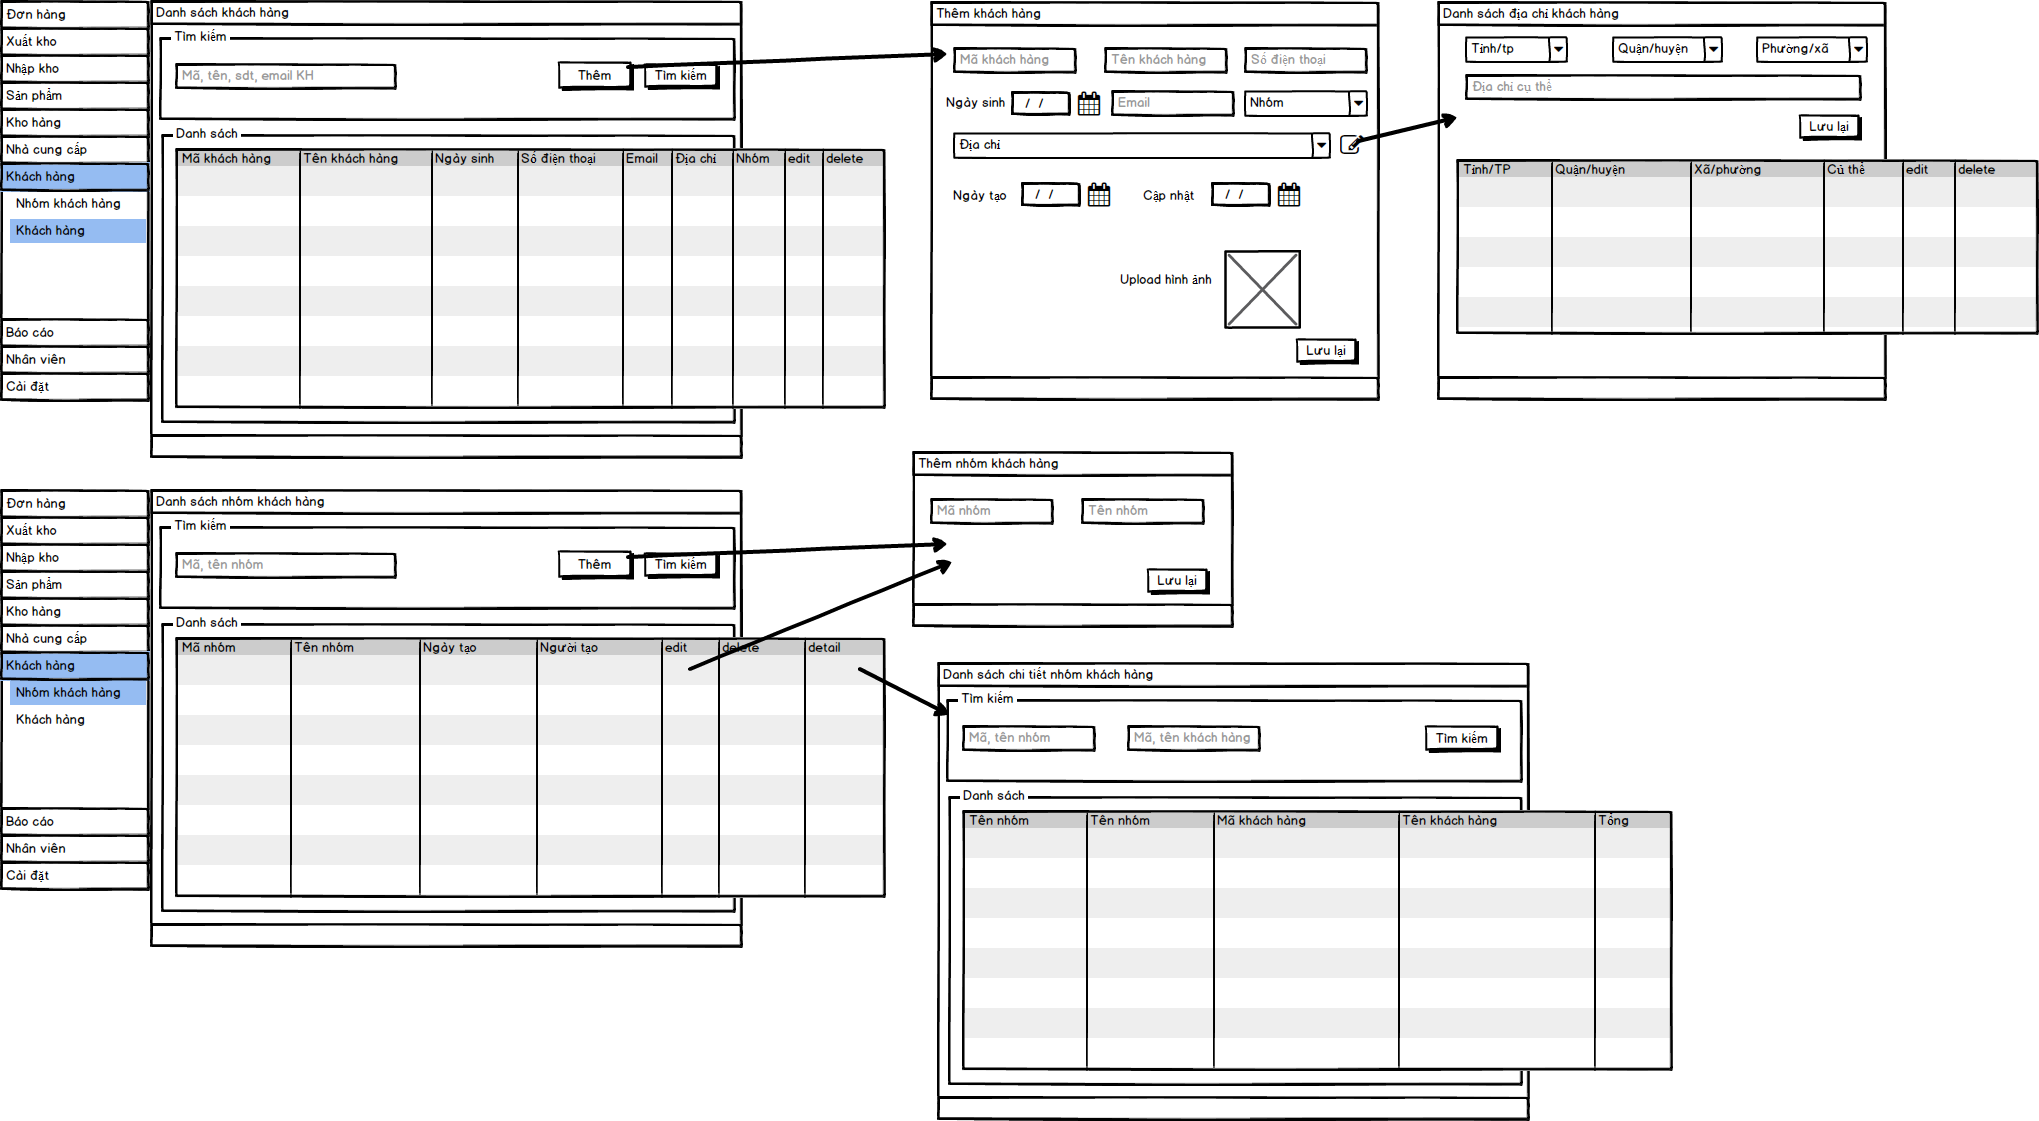 Đơn hàng
Xuất kho
Nhập kho
Sản phẩm
Kho hàng
Nhà cung cấp
Khách hàng
Nhóm khách hàng
Khách hàng
Báo cáo
Nhân viên
Cài đặt
Danh sách khách hàng
Tìm kiếm
Mã, tên, sdt, email KH
Thêm
Tìm kiếm
Danh sách
Mã khách hàng Tên khách hàng Ngày sinh Số điện thoại Email Địa chỉ Nhóm edit delete
Thêm khách hàng
Mã khách hàng Tên khách hàng Số điện thoại
Ngày sinh / / Email Nhóm
Địa chỉ
Ngày tạo / / Cập nhật / /
Upload hình ảnh
Lưu lại
Danh sách địa chỉ khách hàng
Tỉnh/tp Quận/huyện Phường/xã
Địa chỉ cụ thể
Lưu lại
Tỉnh/TP Quận/huyện Xã/phường Cụ thể edit delete
Đơn hàng
Xuất kho
Nhập kho
Sản phẩm
Kho hàng
Nhà cung cấp
Khách hàng
Nhóm khách hàng
Khách hàng
Báo cáo
Nhân viên
Cài đặt
Danh sách nhóm khách hàng
Tìm kiếm
Mã, tên nhóm
Thêm
Tìm kiếm
Danh sách
Mã nhóm Tên nhóm Ngày tạo Người tạo edit delete detail
Thêm nhóm khách hàng
Mã nhóm Tên nhóm
Lưu lại
Danh sách chi tiết nhóm khách hàng
Tìm kiếm
Mã, tên nhóm Mã, tên khách hàng Tìm kiếm
Danh sách
Tên nhóm Tên nhóm Mã khách hàng Tên khách hàng Tổng